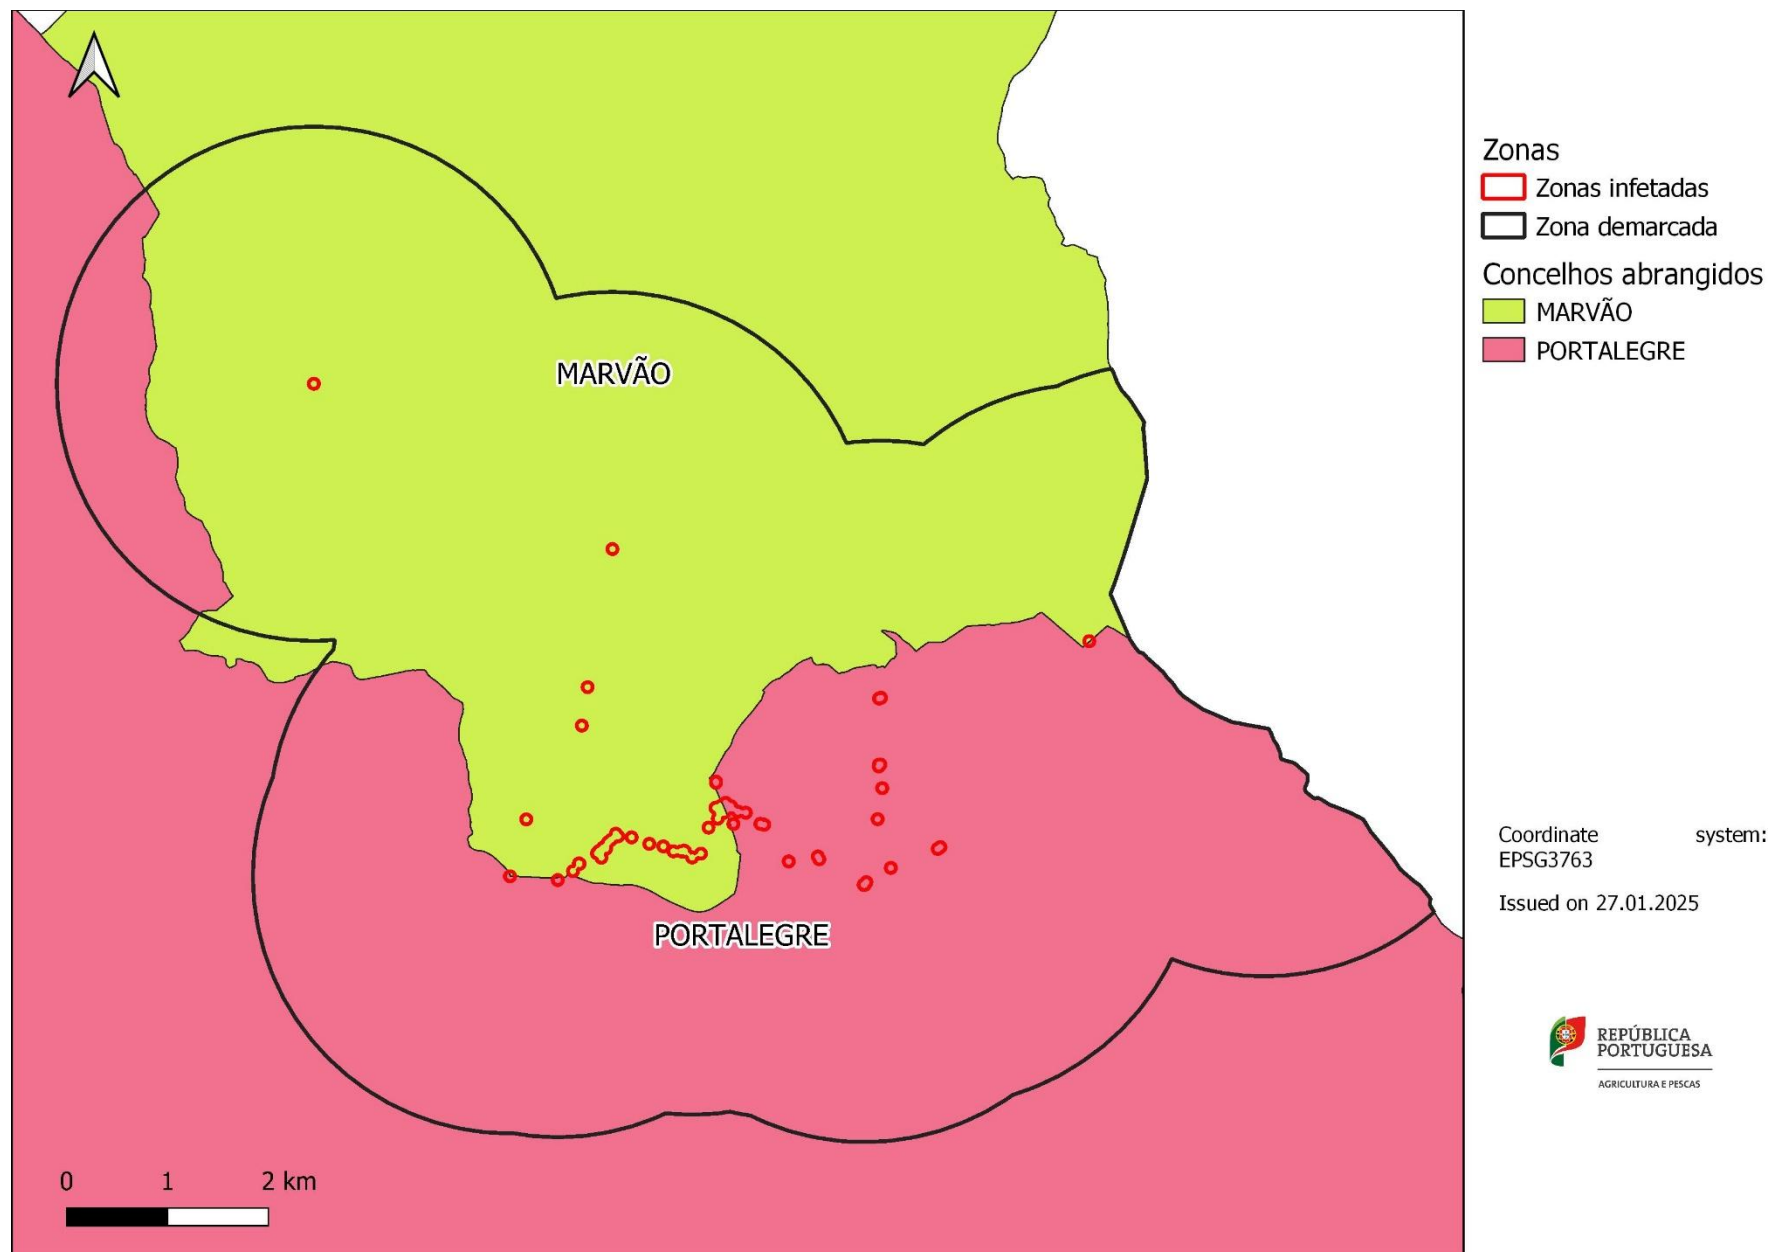 MARVÃO
PORTALEGRE
0 1 2 km
Zonas
Zonas infetadas
Zona demarcada
Concelhos abrangidos
MARVÃO
PORTALEGRE
Coordinate system:
EPSG3763
Issued on 27.01.2025
REPÚBLICA
PORTUGUESA
AGRICULTURA E PESCAS